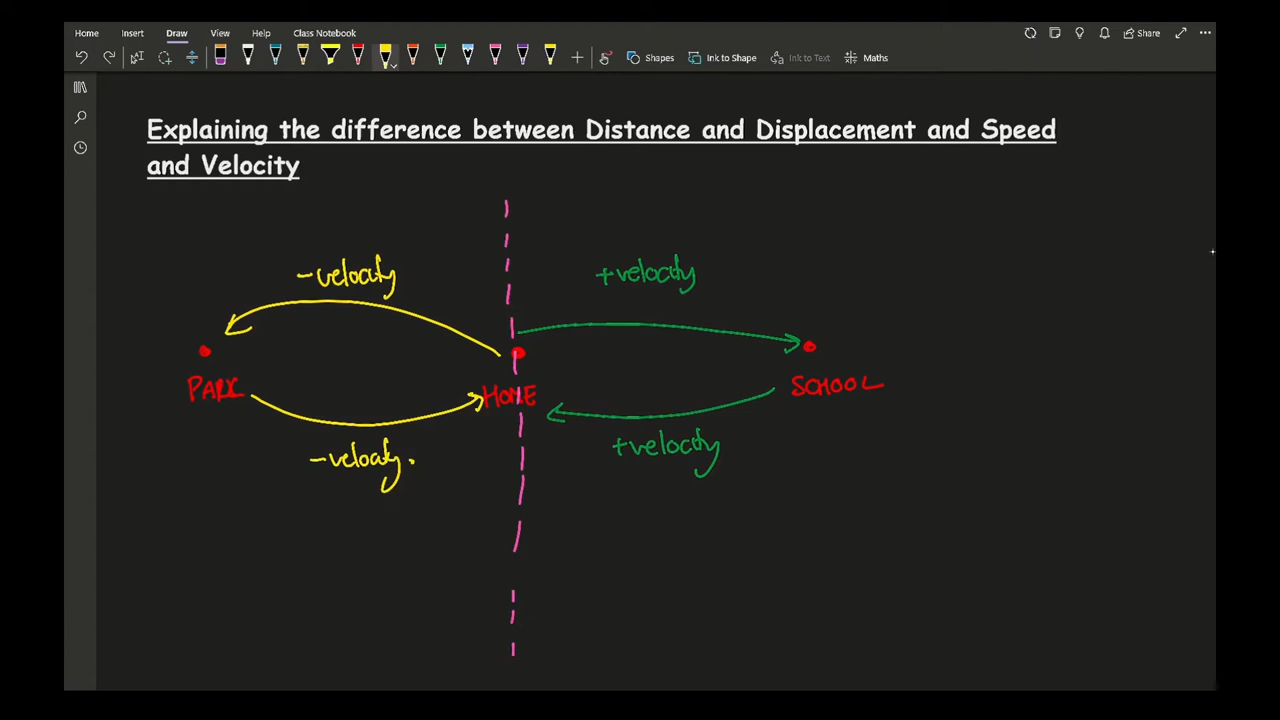 Home Insert Draw View Help Class Notebook Share
Shapes Ink to Shape Ink to Text Maths
Explaining the difference between Distance and Displacement and Speed
and Velocity
-velocity +velocity
PARK HOME SCHOOL
-velocity +velocity